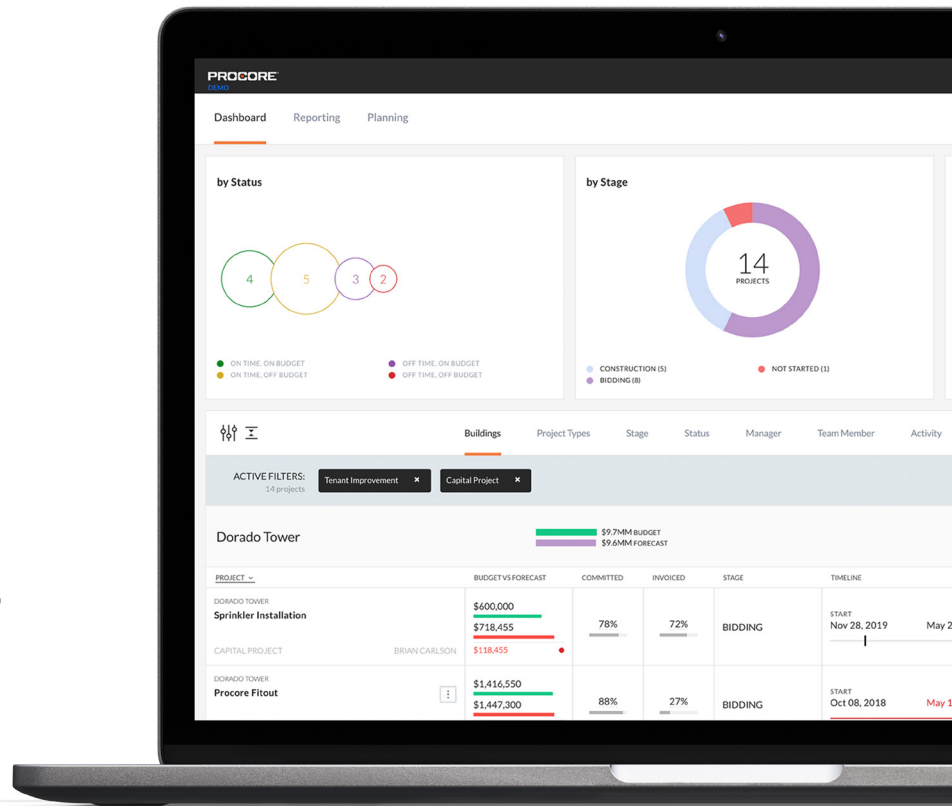 PROCORE
DEMO
Dashboard Reporting Planning
by Status
4 5 3 2
ON TIME, ON BUDGET OFF TIME, ON BUDGET
ON TIME, OFF BUDGET OFF TIME, OFF BUDGET
by Stage
14
PROJECTS
CONSTRUCTION (5) NOT STARTED (1)
BIDDING (8)
Buildings Project Types Stage Status Manager Team Member Activity
ACTIVE FILTERS:
14 projects
Tenant Improvement × Capital Project ×
Dorado Tower
$9.7MM BUDGET
$9.6MM FORECAST
PROJECT BUDGET VS FORECAST COMMITTED INVOICED STAGE TIMELINE
DORADO TOWER
Sprinkler Installation
CAPITAL PROJECT BRIAN CARLSON
$600,000
$718,455
$118,455
78% 72% BIDDING
START
Nov 28, 2019 May 2
DORADO TOWER
Procore Fitout
$1,416,550
$1,447,300
88% 27% BIDDING
START
Oct 08, 2018 May 1